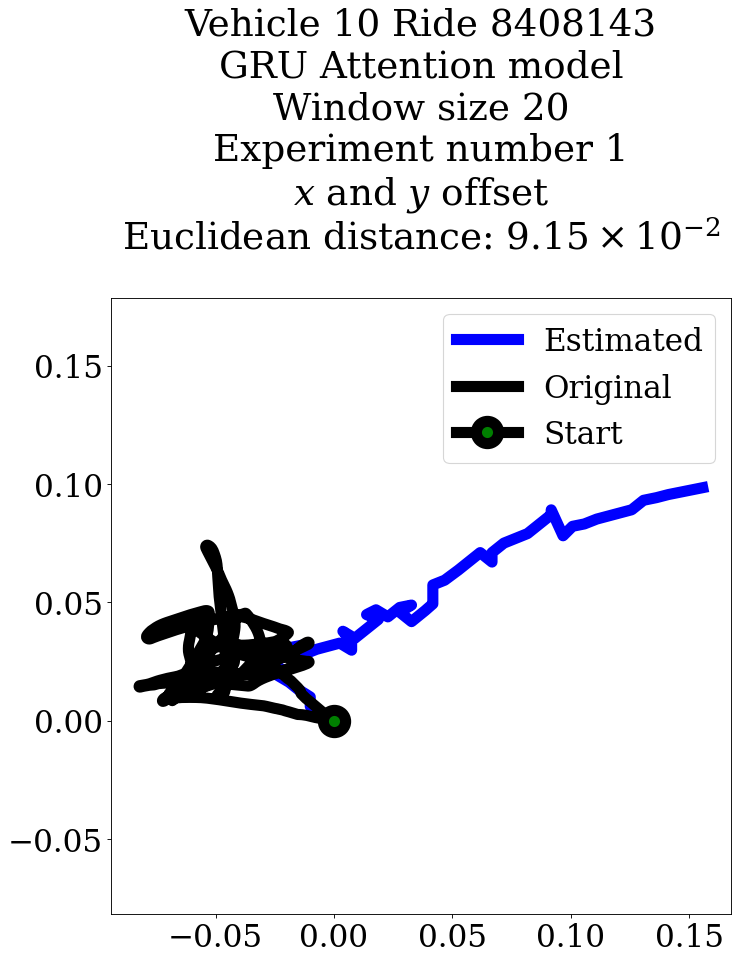 Vehicle 10 Ride 8408143
GRU Attention model
Window size 20
Experiment number 1
x and y offset
Euclidean distance: 9.15 × 10⁻²
Estimated
Original
Start
0.15
0.10
0.05
0.00
−0.05
−0.05 0.00 0.05 0.10 0.15